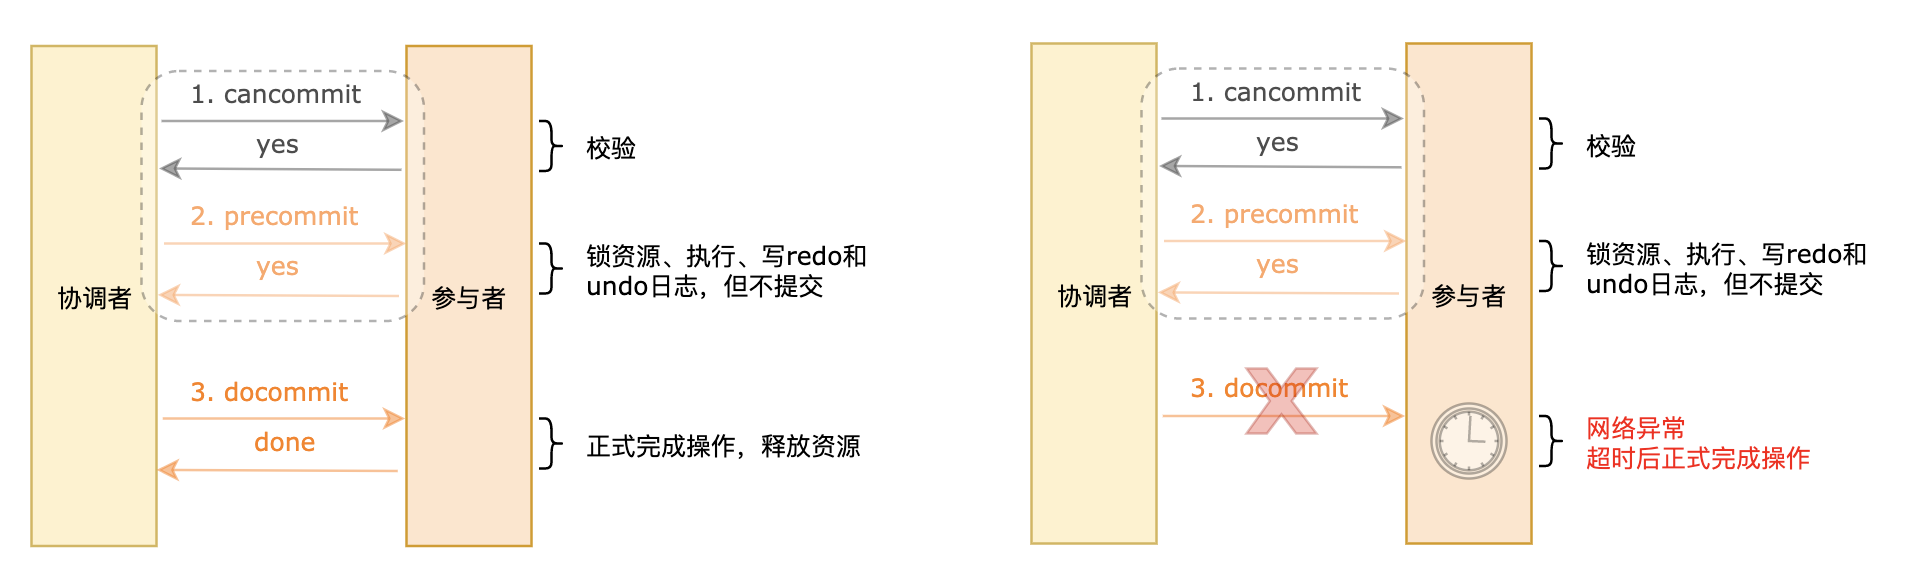 1. cancommit
yes
校验
2. precommit
yes
锁资源、执行、写redo和
undo日志，但不提交
协调者
参与者
3. docommit
done
正式完成操作，释放资源
1. cancommit
yes
校验
2. precommit
yes
锁资源、执行、写redo和
undo日志，但不提交
协调者
参与者
3. docommit
网络异常
超时后正式完成操作